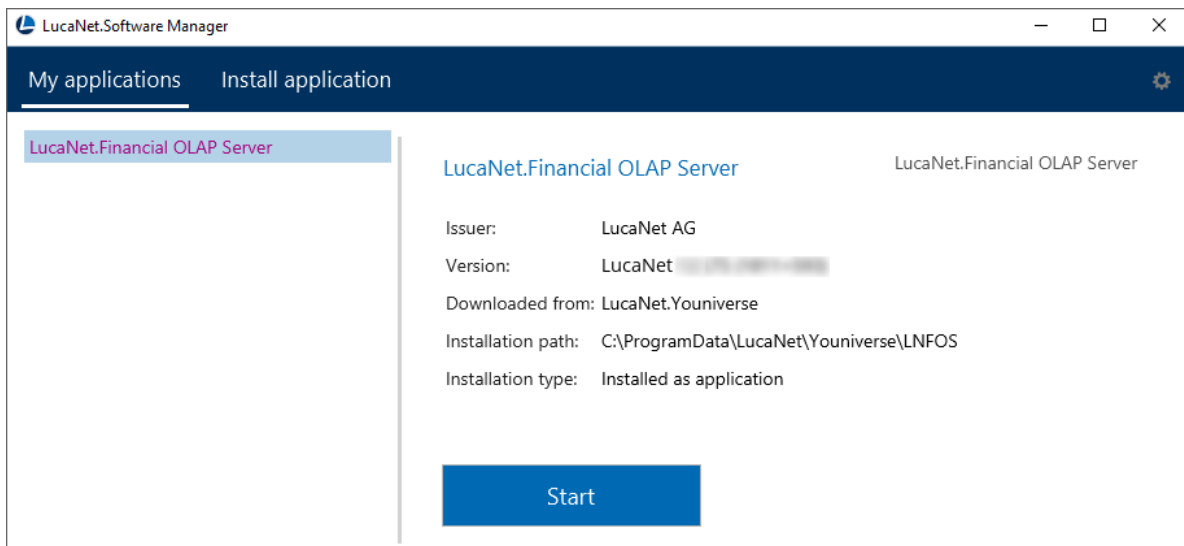 LucaNet.Software Manager
My applications
Install application
LucaNet.Financial OLAP Server
LucaNet.Financial OLAP Server
LucaNet.Financial OLAP Server
Issuer: LucaNet AG
Version: LucaNet
Downloaded from: LucaNet.Youniverse
Installation path: C:\ProgramData\LucaNet\Youniverse\LNFOS
Installation type: Installed as application
Start